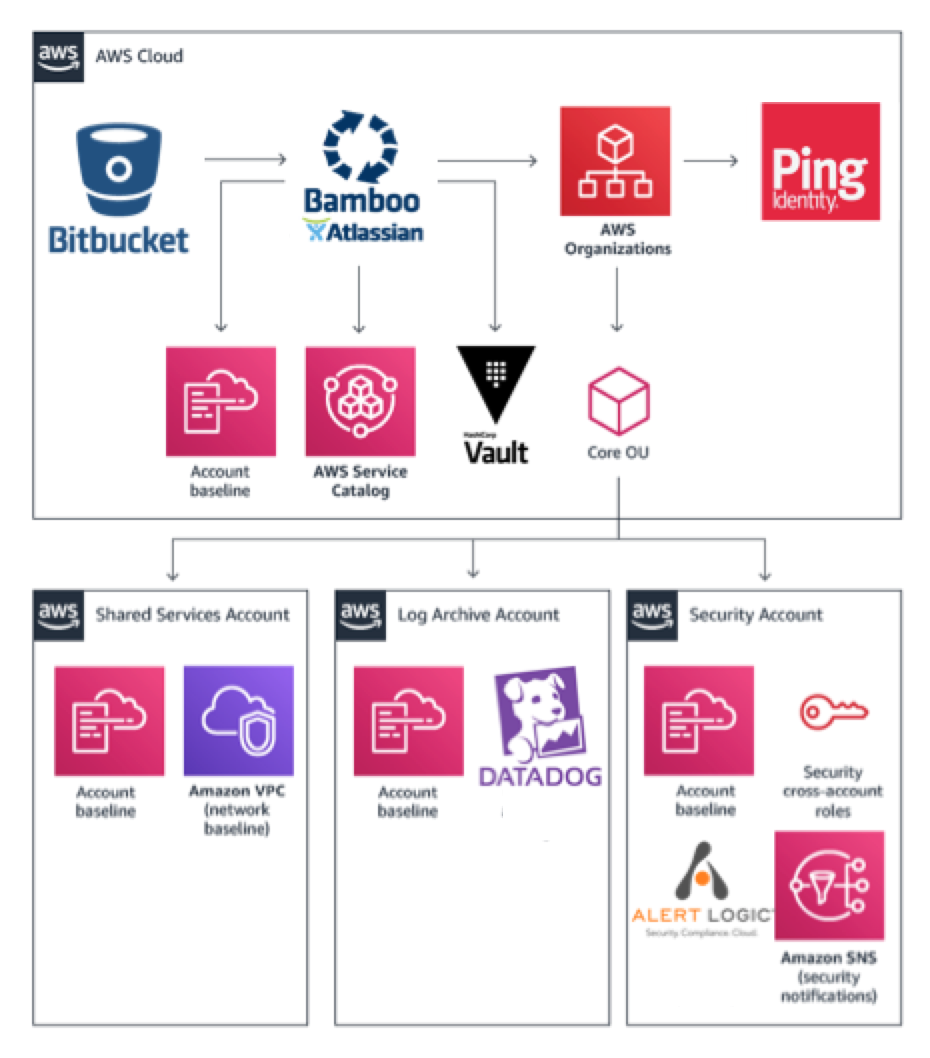 aws
AWS Cloud
Bitbucket
Bamboo
Atlassian
AWS
Organizations
Ping
Identity.
Account
baseline
AWS Service
Catalog
HashiCorp
Vault
Core OU
aws
Shared Services Account
Account
baseline
Amazon VPC
(network
baseline)
aws
Log Archive Account
Account
baseline
DATADOG
aws
Security Account
Account
baseline
Security
cross-account
roles
ALERT LOGIC
Security. Compliance. Cloud.
Amazon SNS
(security
notifications)